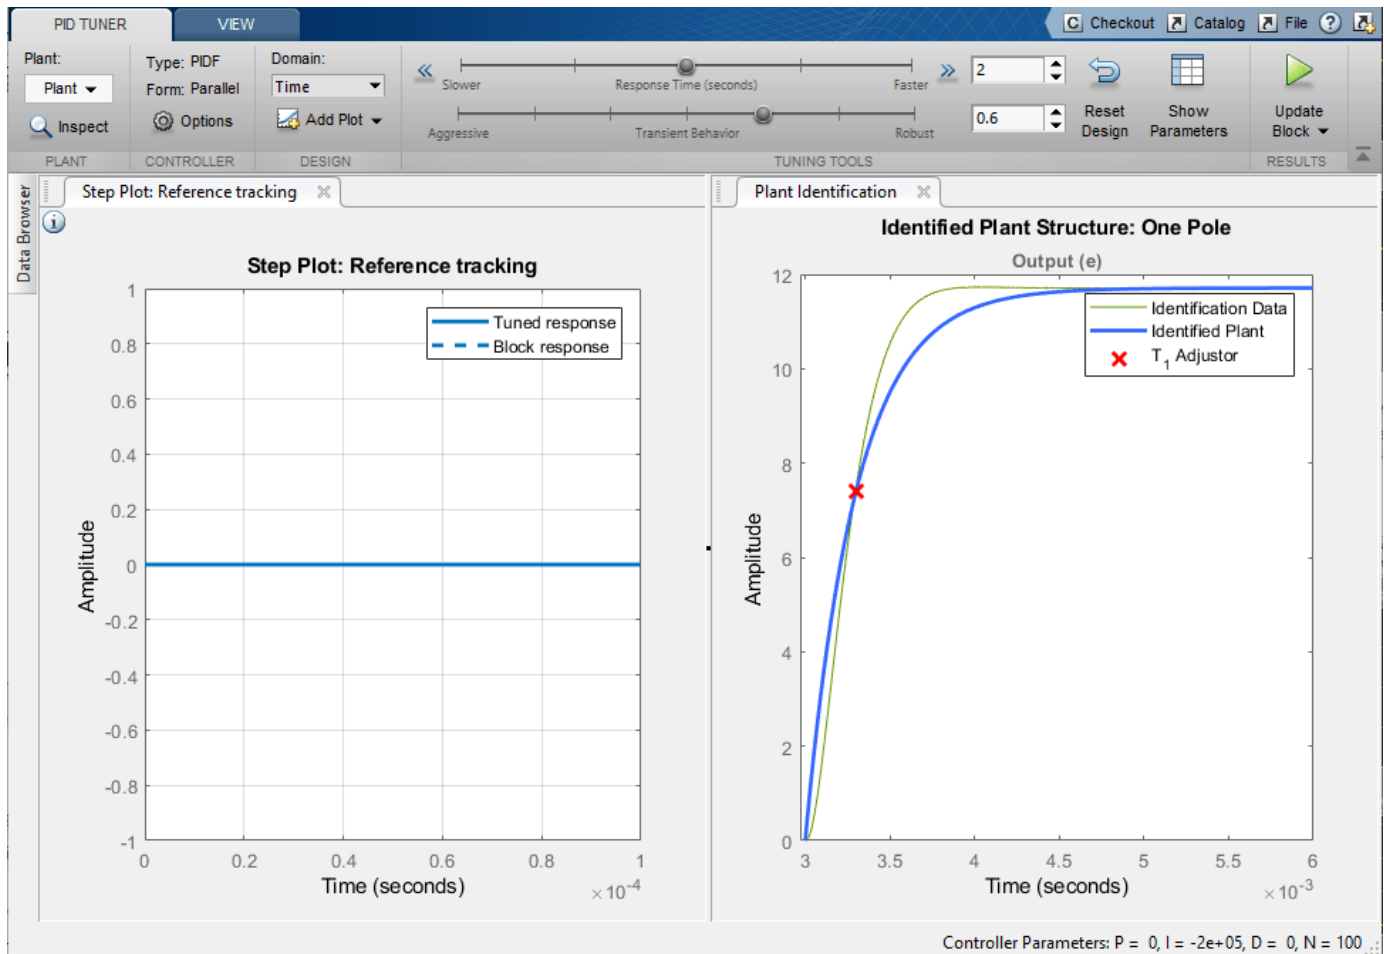 PID TUNER VIEW
C Checkout Catalog File ?
Plant:
Plant
Inspect
PLANT
Type: PIDF
Form: Parallel
Options
CONTROLLER
Domain:
Time
Add Plot
DESIGN
Slower Response Time (seconds) Faster
2
Aggressive Transient Behavior Robust
0.6
Reset
Design
Show
Parameters
TUNING TOOLS
Update
Block
RESULTS
Data Browser
Step Plot: Reference tracking
Step Plot: Reference tracking
Tuned response
Block response
1
0.8
0.6
0.4
0.2
0
-0.2
-0.4
-0.6
-0.8
-1
Amplitude
0 0.2 0.4 0.6 0.8 1
Time (seconds)
×10-4
Plant Identification
Identified Plant Structure: One Pole
Output (e)
Identification Data
Identified Plant
T1 Adjustor
12
10
8
6
4
2
0
Amplitude
3 3.5 4 4.5 5 5.5 6
Time (seconds)
×10-3
Controller Parameters: P = 0, I = -2e+05, D = 0, N = 100